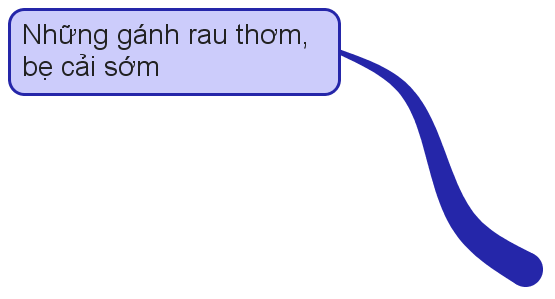 Những gánh rau thơm,
bẹ cải sớm